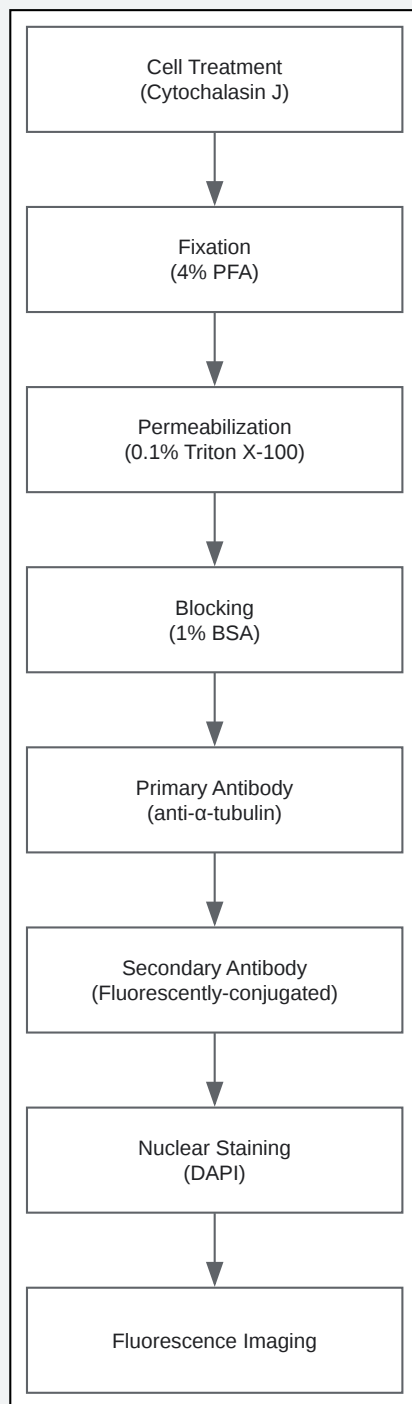 Cell Treatment
(Cytochalasin J)
Fixation
(4% PFA)
Permeabilization
(0.1% Triton X-100)
Blocking
(1% BSA)
Primary Antibody
(anti-α-tubulin)
Secondary Antibody
(Fluorescently-conjugated)
Nuclear Staining
(DAPI)
Fluorescence Imaging